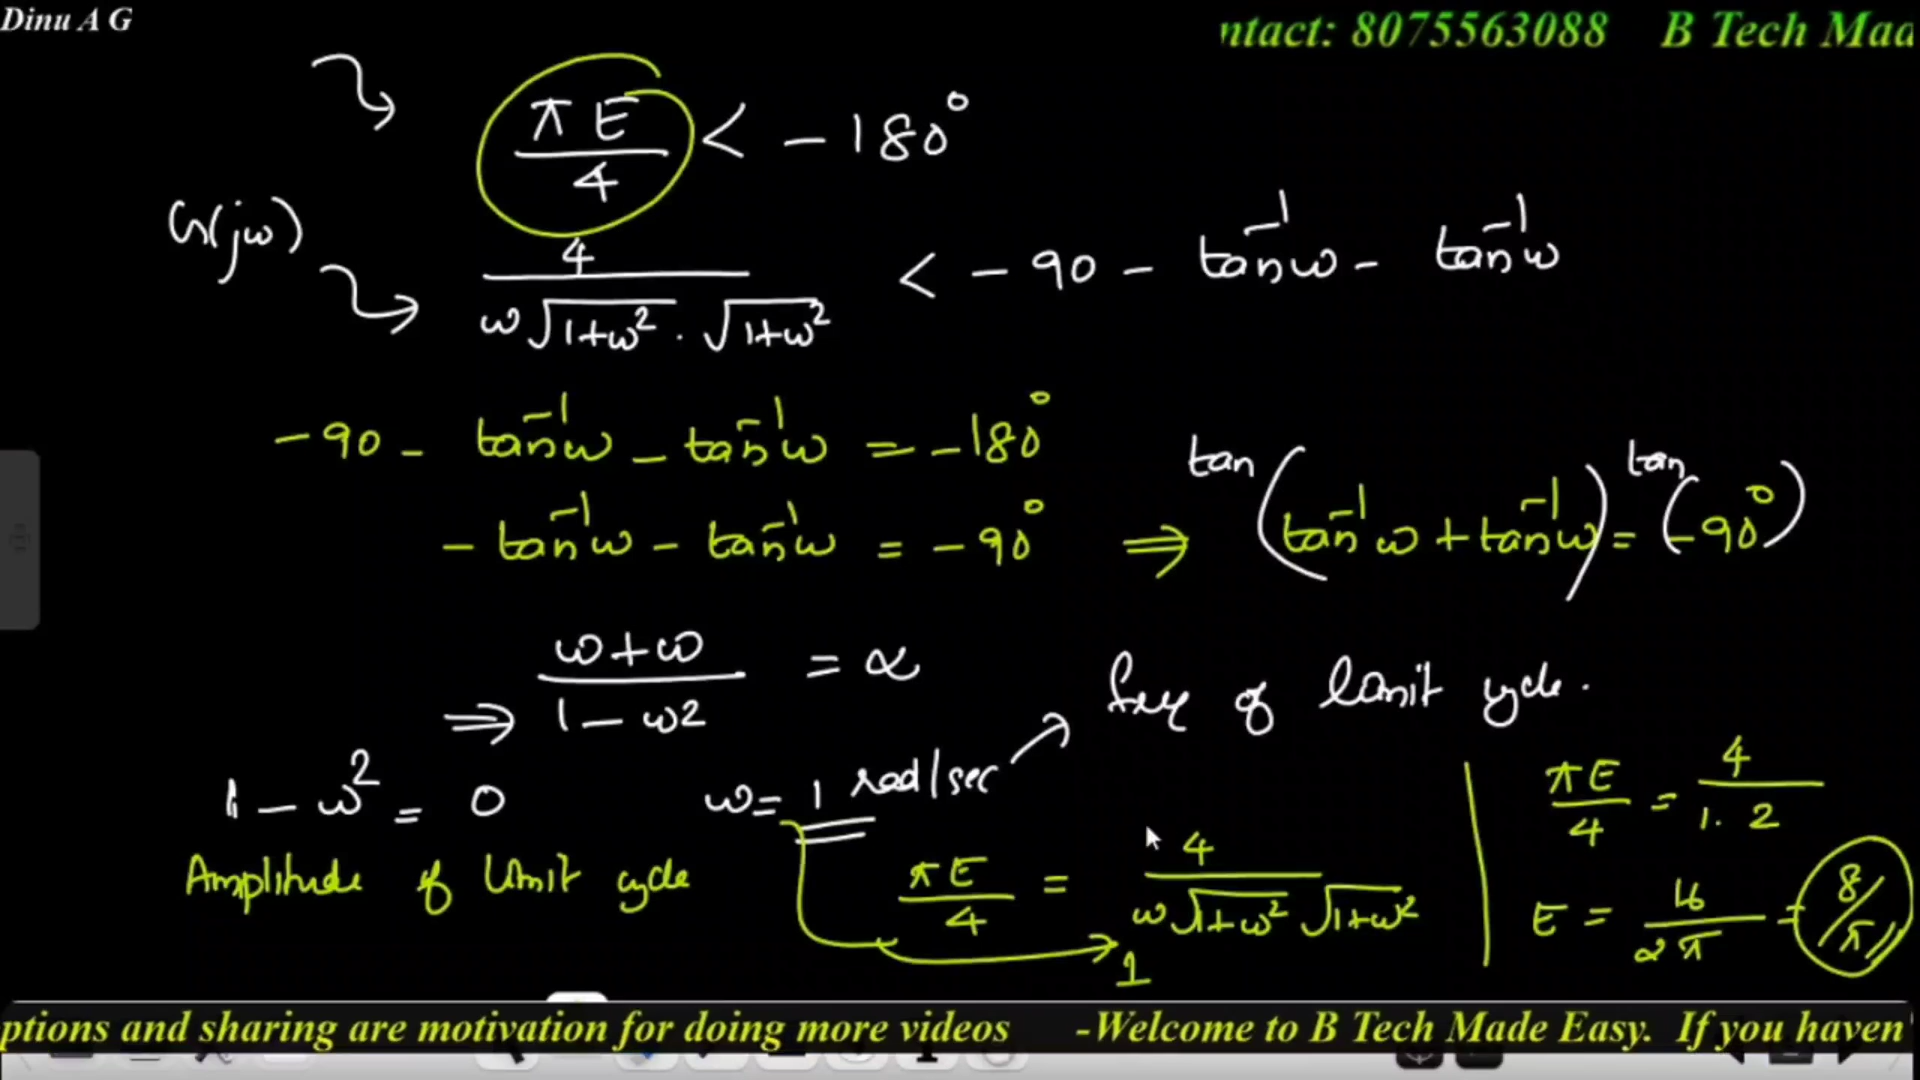 Dinu A G
ntact: 8075563088 B Tech Mad
πE/4 < -180°
G(jω)
4/(ω√(1+ω²) . √(1+ω²)) < -90 - tan⁻¹ω - tan⁻¹ω
-90 - tan⁻¹ω - tan⁻¹ω = -180°
-tan⁻¹ω - tan⁻¹ω = -90° ⇒ tan(tan⁻¹ω + tan⁻¹ω) = tan(-90°)
⇒ (ω+ω)/(1-ω2) = α
freq of limit cycle.
1 - ω² = 0 ω = 1 rad/sec
Amplitude of limit cycle
πE/4 = 4/(ω√(1+ω²) √(1+ω²))
1
πE/4 = 4/(1. 2)
E = 16/2π = 8/π
ptions and sharing are motivation for doing more videos -Welcome to B Tech Made Easy. If you haven